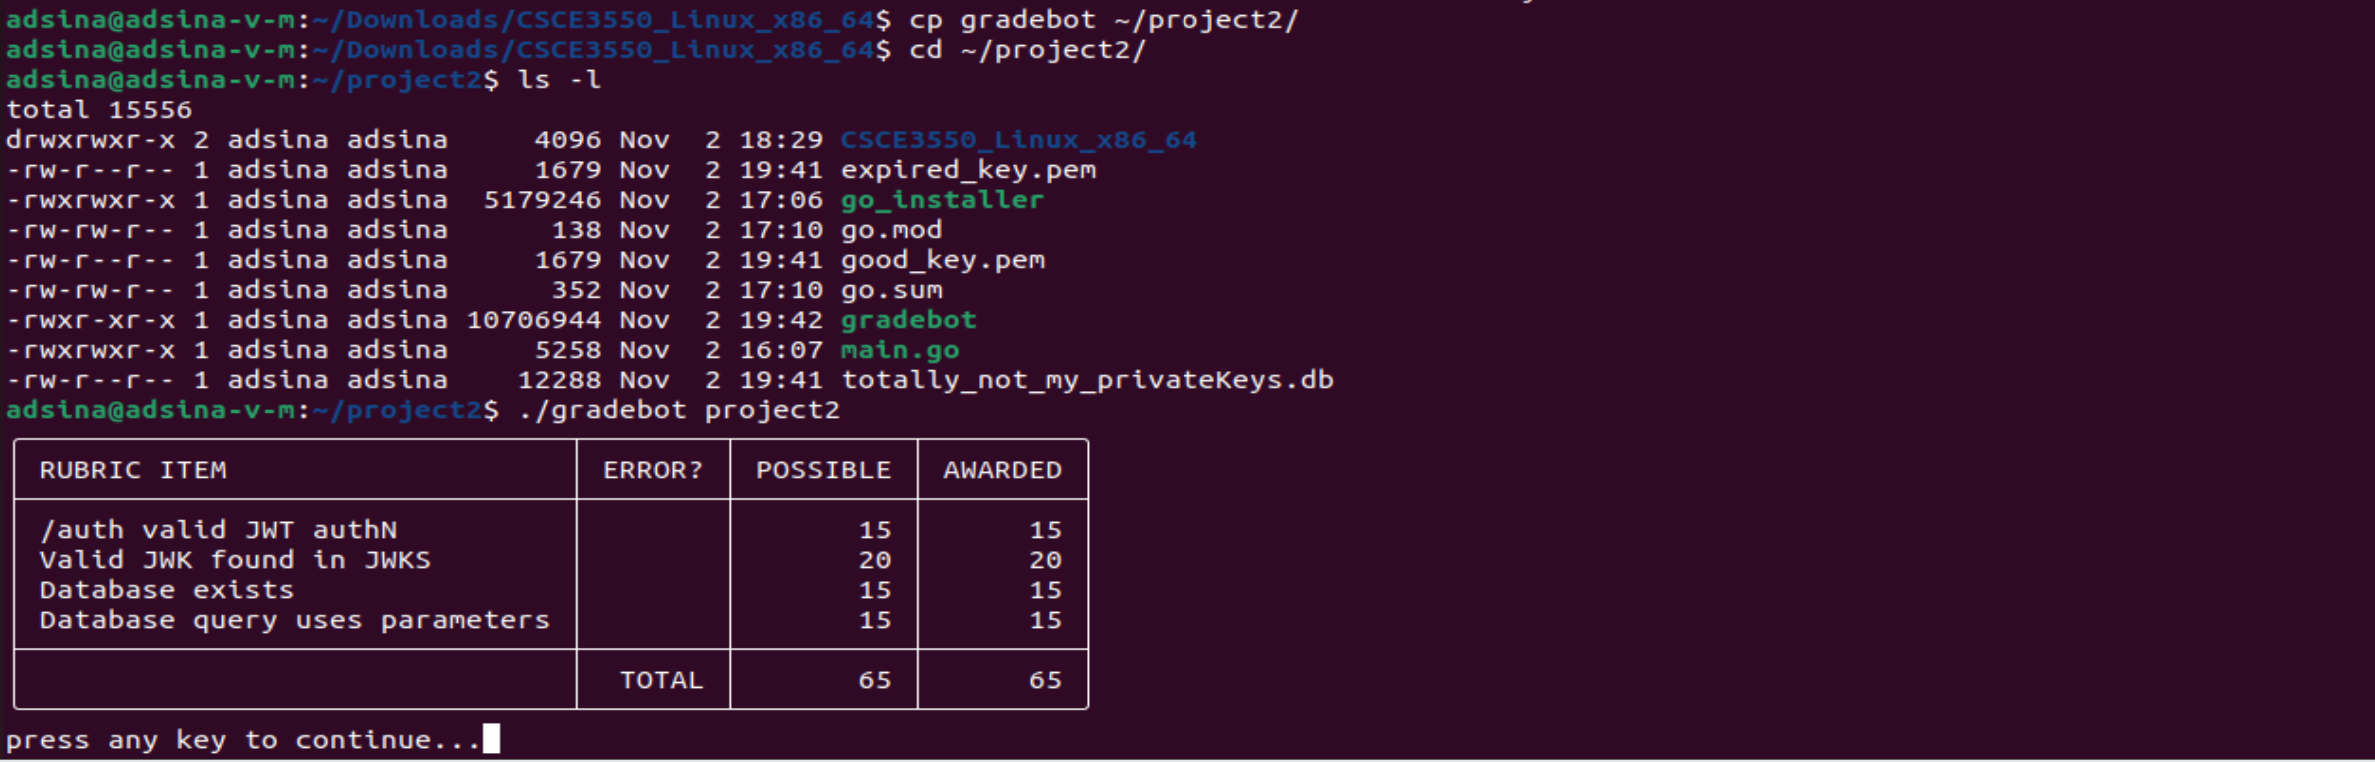 adsina@adsina-v-m:~/Downloads/CSCE3550_Linux_x86_64$ cp gradebot ~/project2/
adsina@adsina-v-m:~/Downloads/CSCE3550_Linux_x86_64$ cd ~/project2/
adsina@adsina-v-m:~/project2$ ls -l
total 15556
drwxrwxr-x 2 adsina adsina     4096 Nov  2 18:29 CSCE3550_Linux_x86_64
-rw-r--r-- 1 adsina adsina     1679 Nov  2 19:41 expired_key.pem
-rwxrwxr-x 1 adsina adsina  5179246 Nov  2 17:06 go_installer
-rw-rw-r-- 1 adsina adsina      138 Nov  2 17:10 go.mod
-rw-r--r-- 1 adsina adsina     1679 Nov  2 19:41 good_key.pem
-rw-rw-r-- 1 adsina adsina      352 Nov  2 17:10 go.sum
-rwxr-xr-x 1 adsina adsina 10706944 Nov  2 19:42 gradebot
-rwxrwxr-x 1 adsina adsina     5258 Nov  2 16:07 main.go
-rw-r--r-- 1 adsina adsina    12288 Nov  2 19:41 totally_not_my_privateKeys.db
adsina@adsina-v-m:~/project2$ ./gradebot project2
RUBRIC ITEM ERROR? POSSIBLE AWARDED
/auth valid JWT authN 15 15
Valid JWK found in JWKS 20 20
Database exists 15 15
Database query uses parameters 15 15
TOTAL 65 65
press any key to continue...